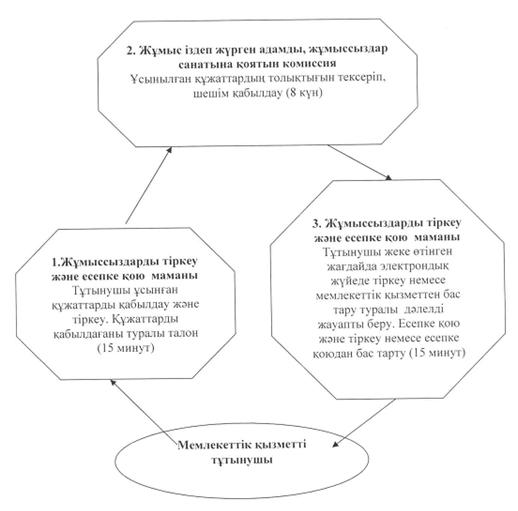 2. Жұмыс іздеп жүрген адамды, жұмыссыздар
санатына қоятын комиссия
Ұсынылған құжаттардың толықтығын тексеріп,
шешім қабылдау (8 күн)
1.Жұмыссыздарды тіркеу
және есепке қою маманы
Тұтынушы ұсынған
құжаттарды қабылдау және
тіркеу. Құжаттарды
қабылдағаны туралы талон
(15 минут)
3. Жұмыссыздарды тіркеу
және есепке қою маманы
Тұтынушы жеке өтінген
жағдайда электрондық
жүйеде тіркеу немесе
мемлекеттік қызметтен бас
тару туралы дәлелді
жауапты беру. Есепке қою
және тіркеу немесе есепке
қоюдан бас тарту (15 минут)
Мемлекеттік қызметті
тұтынушы